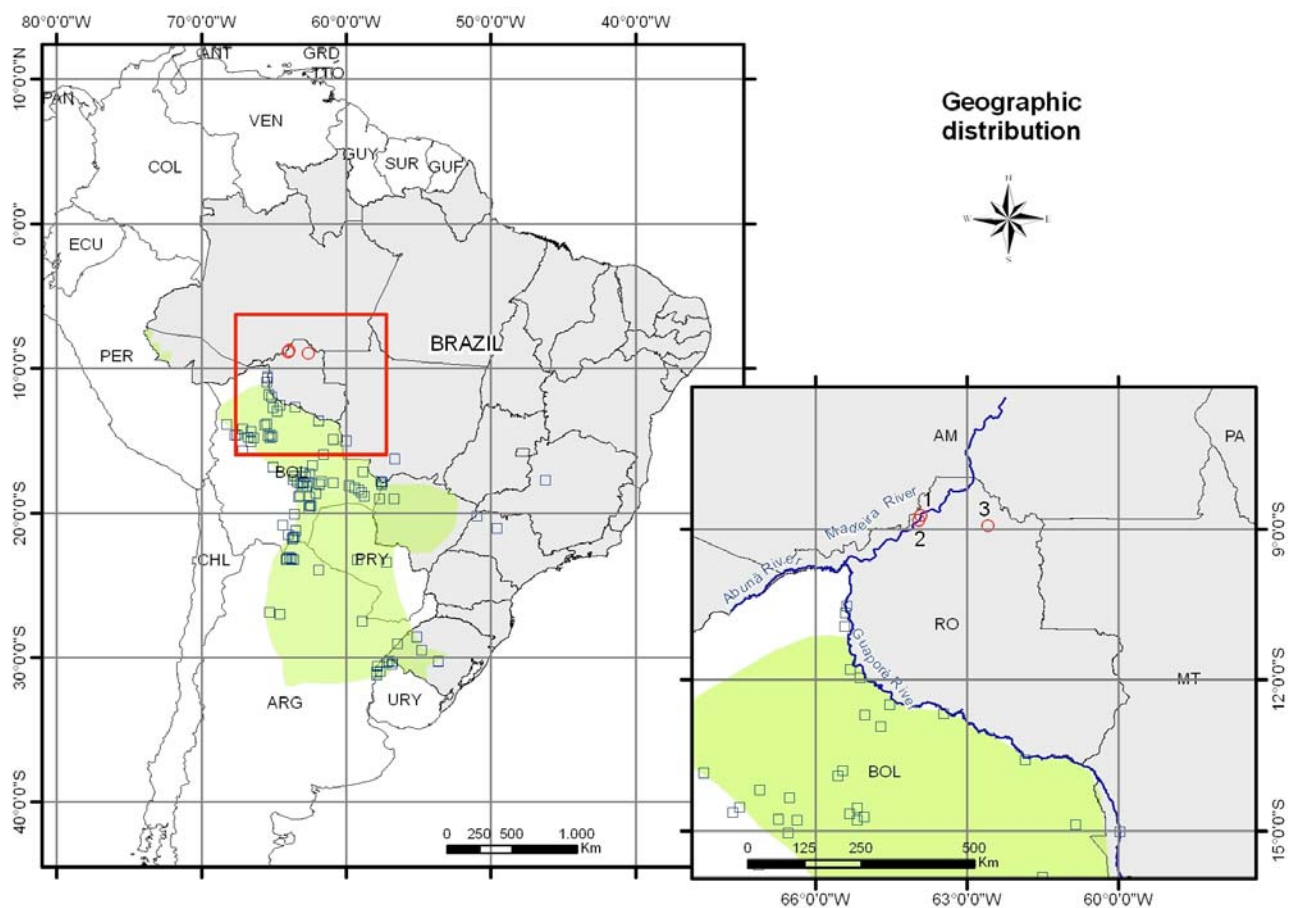 80°0'0"W 70°0'0"W 60°0'0"W 50°0'0"W 40°0'0"W
ANT GRD
TTO
10°0'0"N
PAN
VEN
COL
GUY
SUR
GUF
Geographic
distribution
N
W E
S
0°0'0"
ECU
BRAZIL
PER
10°0'0"S
BOL
20°0'0"S
CHL
PRY
30°0'0"S
ARG
URY
40°0'0"S
0 250 500 1.000
Km
AM
PA
Madeira River
1
2
3
9°0'0"S
Abunã River
RO
Guaporé River
MT
12°0'0"S
BOL
15°0'0"S
0 125 250 500
Km
66°0'0"W 63°0'0"W 60°0'0"W